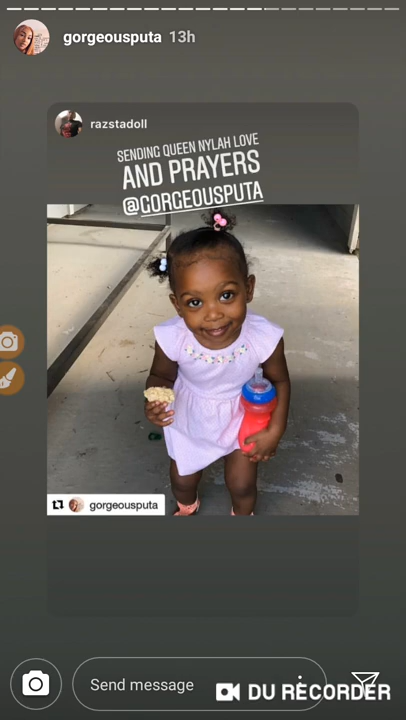 gorgeousputa 13h
razstadoll
SENDING QUEEN NYLAH LOVE
AND PRAYERS
@GORGEOUSPUTA
gorgeousputa
Send message
DU RECORDER